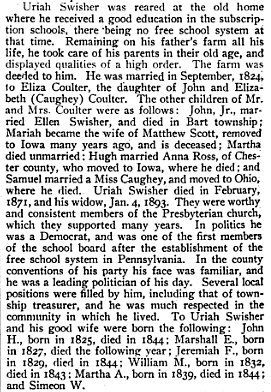 Uriah Swisher was reared at the old home
where he received a good education in the subscrip-
tion schools, there being no free school system at
that time. Remaining on his father's farm all his
life, he took care of his parents in their old age, and
displayed qualities of a high order. The farm was
deeded to him. He was married in September, 1824,
to Eliza Coulter, the daughter of John and Eliza-
beth (Caughey) Coulter. The other children of Mr.
and Mrs. Coulter were as follows: John, Jr., mar-
ried Ellen Swisher, and died in Bart township;
Mariah became the wife of Matthew Scott, removed
to Iowa many years ago, and is deceased; Martha
died unmarried; Hugh married Anna Ross, of Ches-
ter county, who moved to Iowa, where he died; and
Samuel married a Miss Caughey, and moved to Ohio,
where he died. Uriah Swisher died in February,
1871, and his widow, Jan. 4, 1893. They were worthy
and consistent members of the Presbyterian church,
which they supported many years. In politics he
was a Democrat, and was one of the first members
of the school board after the establishment of the
free school system in Pennsylvania. In the county
conventions of his party his face was familiar, and
he was a leading politician of his day. Several local
positions were filled by him, including that of town-
ship treasurer, and he was much respected in the
community in which he lived. To Uriah Swisher
and his good wife were born the following: John
H., born in 1825, died in 1844; Marshall E., born
in 1827, died the following year; Jeremiah F., born
in 1829, died in 1844; William M., born in 1832,
died in 1843; Martha A., born in 1839, died in 1844;
and Simeon W.